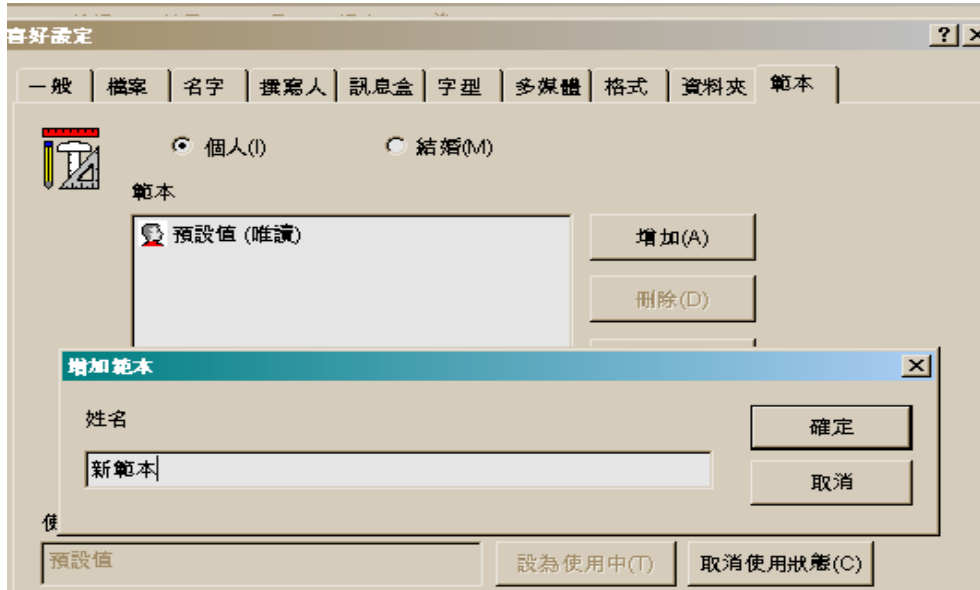 喜好設定
一般 檔案 名字 撰寫人 訊息盒 字型 多媒體 格式 資料夾 範本
個人(I) 結婚(M)
範本
預設值 (唯讀)
增加(A)
刪除(D)
增加範本
姓名
確定
新範本
取消
使
預設值 設為使用中(T) 取消使用狀態(C)